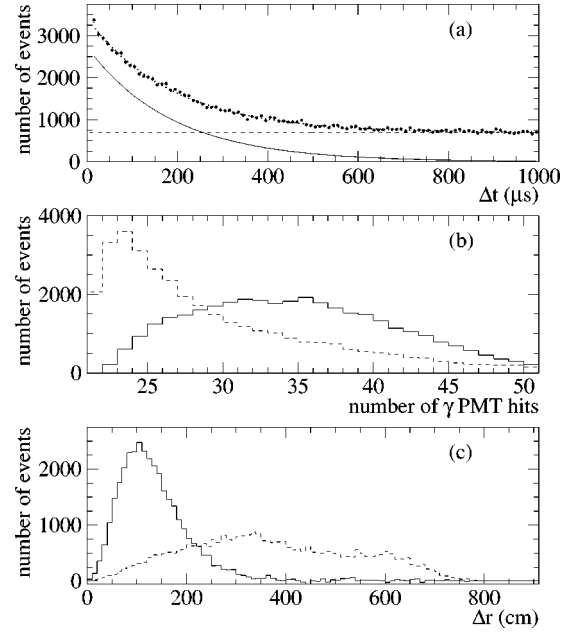 (a)
number of events
3000
2000
1000
0
0 200 400 600 800 1000
Δt (μs)
(b)
number of events
4000
2000
0
25 30 35 40 45 50
number of γ PMT hits
(c)
number of events
2000
1000
0
0 200 400 600 800
Δr (cm)